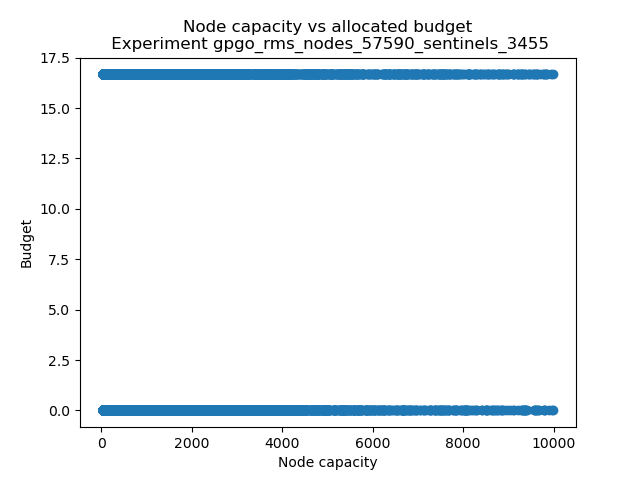 Node capacity vs allocated budget
Experiment gpgo_rms_nodes_57590_sentinels_3455
17.5
15.0
12.5
10.0
7.5
5.0
2.5
0.0
Budget
0 2000 4000 6000 8000 10000
Node capacity